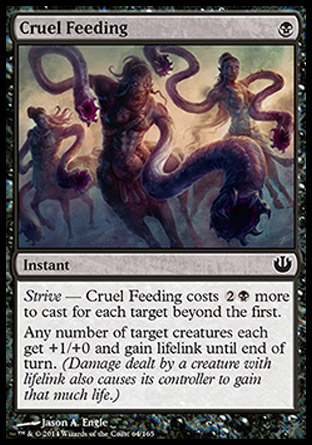 Cruel Feeding
Instant
Strive — Cruel Feeding costs 2 more
to cast for each target beyond the first.
Any number of target creatures each
get +1/+0 and gain lifelink until end of
turn. (Damage dealt by a creature with
lifelink also causes its controller to gain
that much life.)
Jason A. Engle
™ & © 2014 Wizards of the Coast 64/165